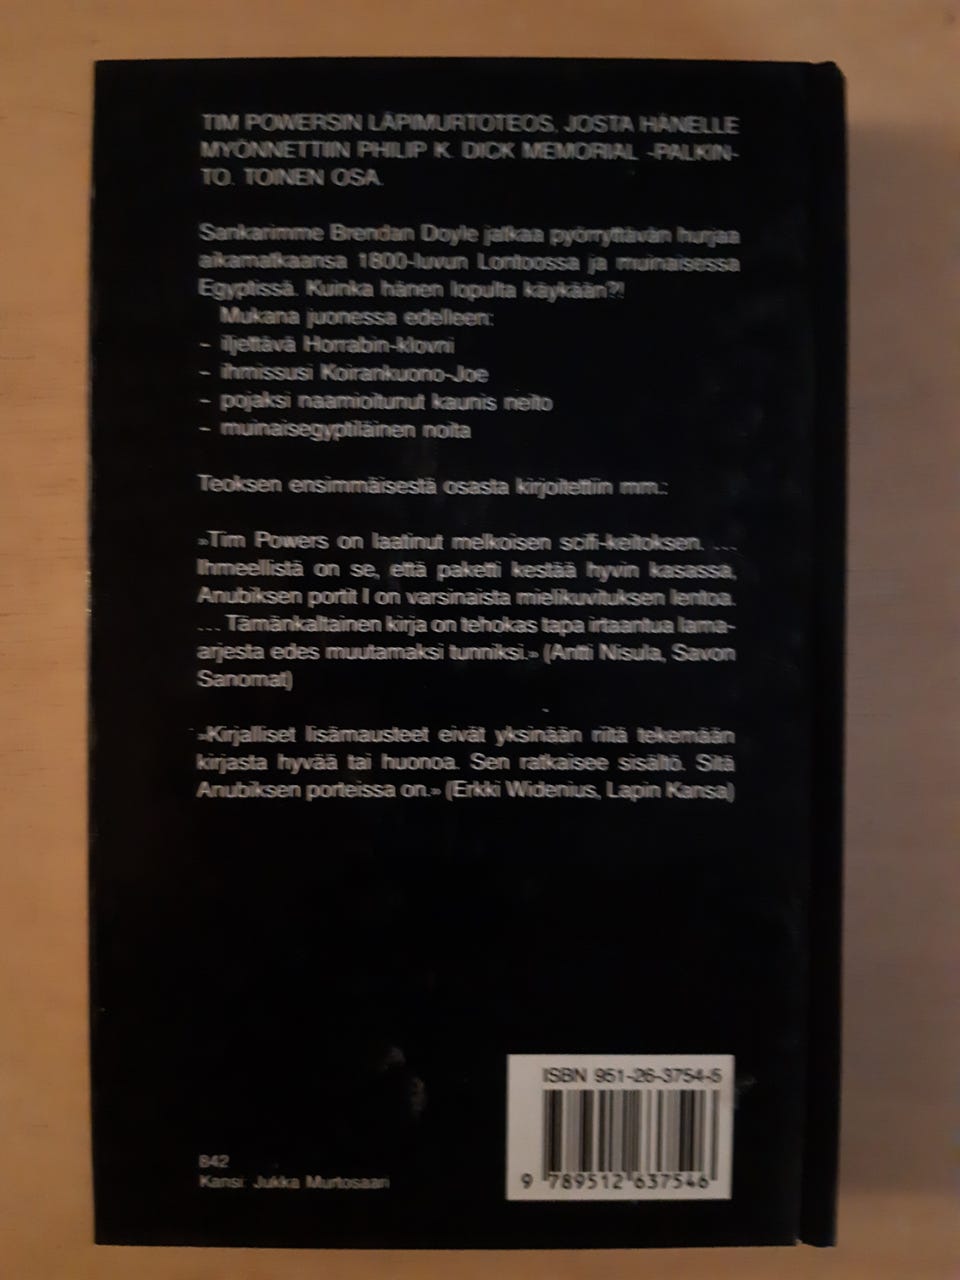 TIM POWERSIN LÄPIMURTOTEOS, JOSTA HÄNELLE
MYÖNNETTIIN PHILIP K. DICK MEMORIAL -PALKIN-
TO. TOINEN OSA.
Sankarimme Brendan Doyle jatkaa pyörryttävän hurjaa
aikamatkaansa 1800-luvun Lontoossa ja muinaisessa
Egyptissä. Kuinka hänen lopulta käykään?!
Mukana juonessa edelleen:
– iljettävä Horrabin-klovni
– ihmissusi Koirankuono-Joe
– pojaksi naamioitunut kaunis neito
– muinaisegyptiläinen noita
Teoksen ensimmäisestä osasta kirjoitettiin mm.:
»Tim Powers on laatinut melkoisen scifi-keitoksen. ...
Ihmeellistä on se, että paketti kestää hyvin kasassa,
Anubiksen portit I on varsinaista mielikuvituksen lentoa.
... Tämänkaltainen kirja on tehokas tapa irtaantua lama-
arjesta edes muutamaksi tunniksi.» (Antti Nisula, Savon
Sanomat)
»Kirjalliset lisämausteet eivät yksinään riitä tekemään
kirjasta hyvää tai huonoa. Sen ratkaisee sisältö. Sitä
Anubiksen porteissa on.» (Erkki Widenius, Lapin Kansa)
ISBN 951-26-3754-5
9 789512 637546
842
Kansi: Jukka Murtosaari